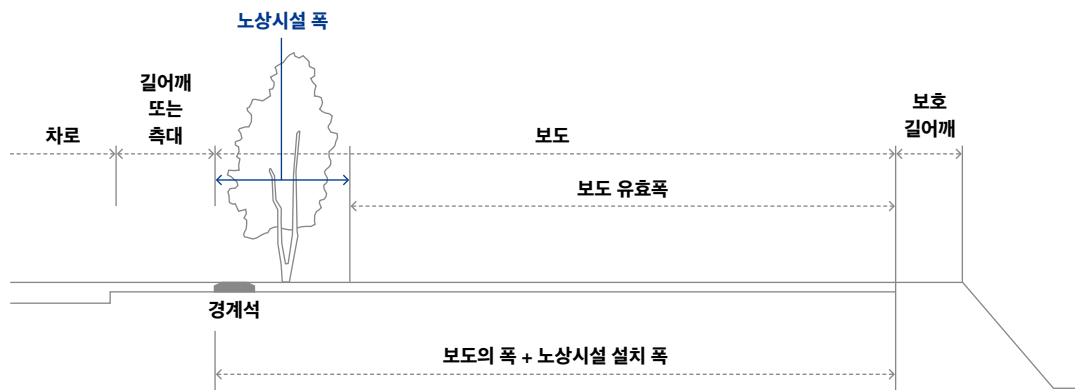 노상시설 폭
길어깨
또는
측대
보호
길어깨
차로
보도
보도 유효폭
경계석
보도의 폭 + 노상시설 설치 폭